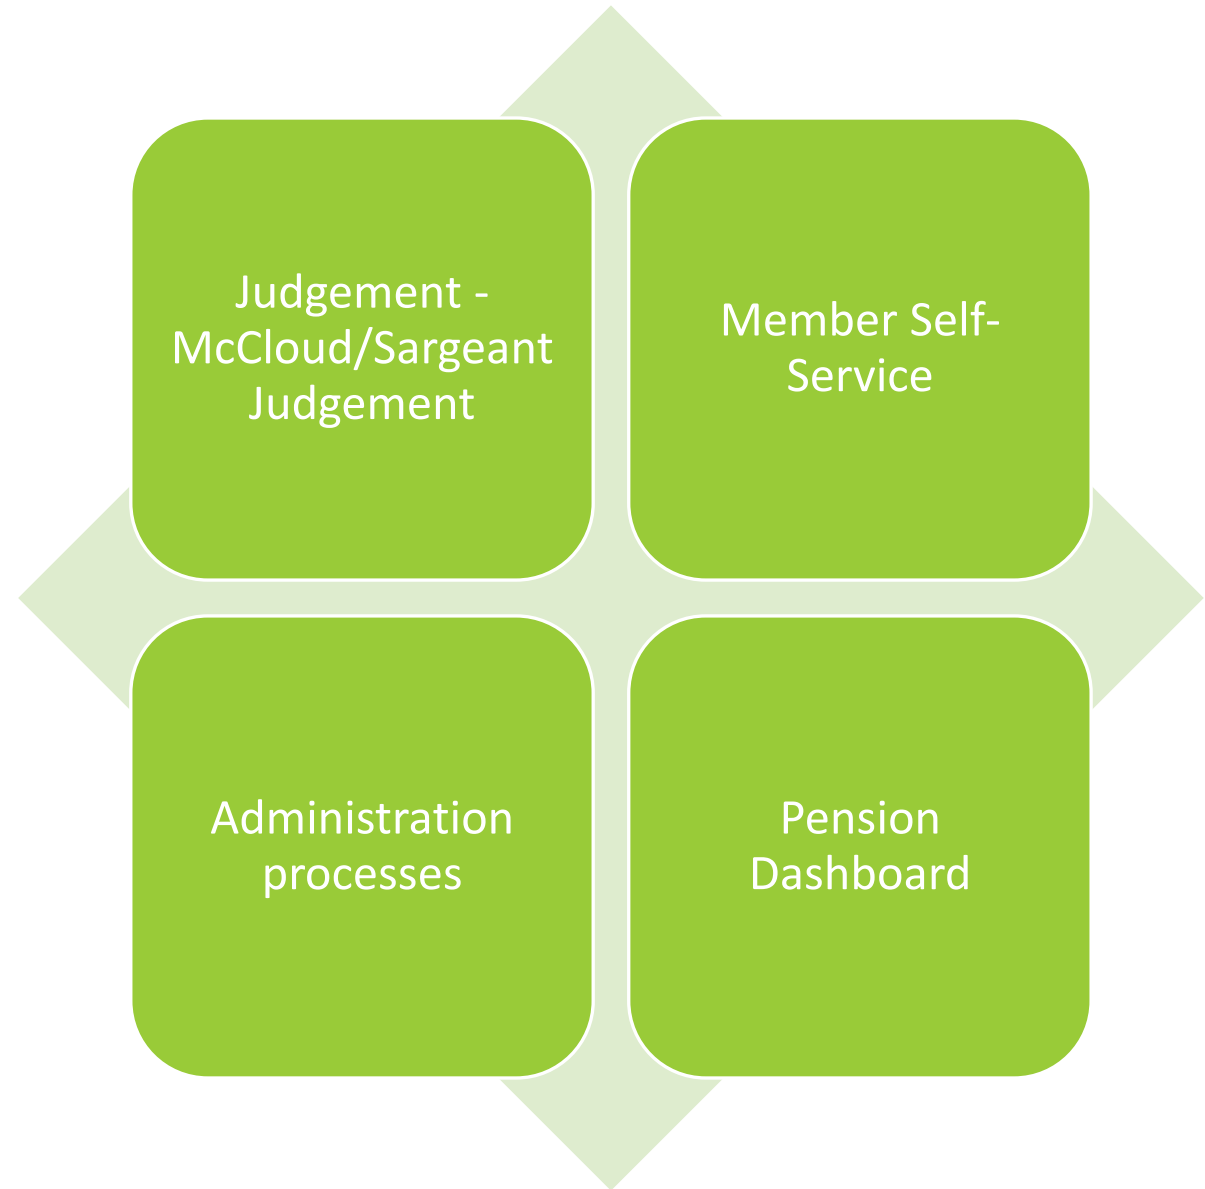 Judgement -
McCloud/Sargeant
Judgement
Member Self-
Service
Administration
processes
Pension
Dashboard